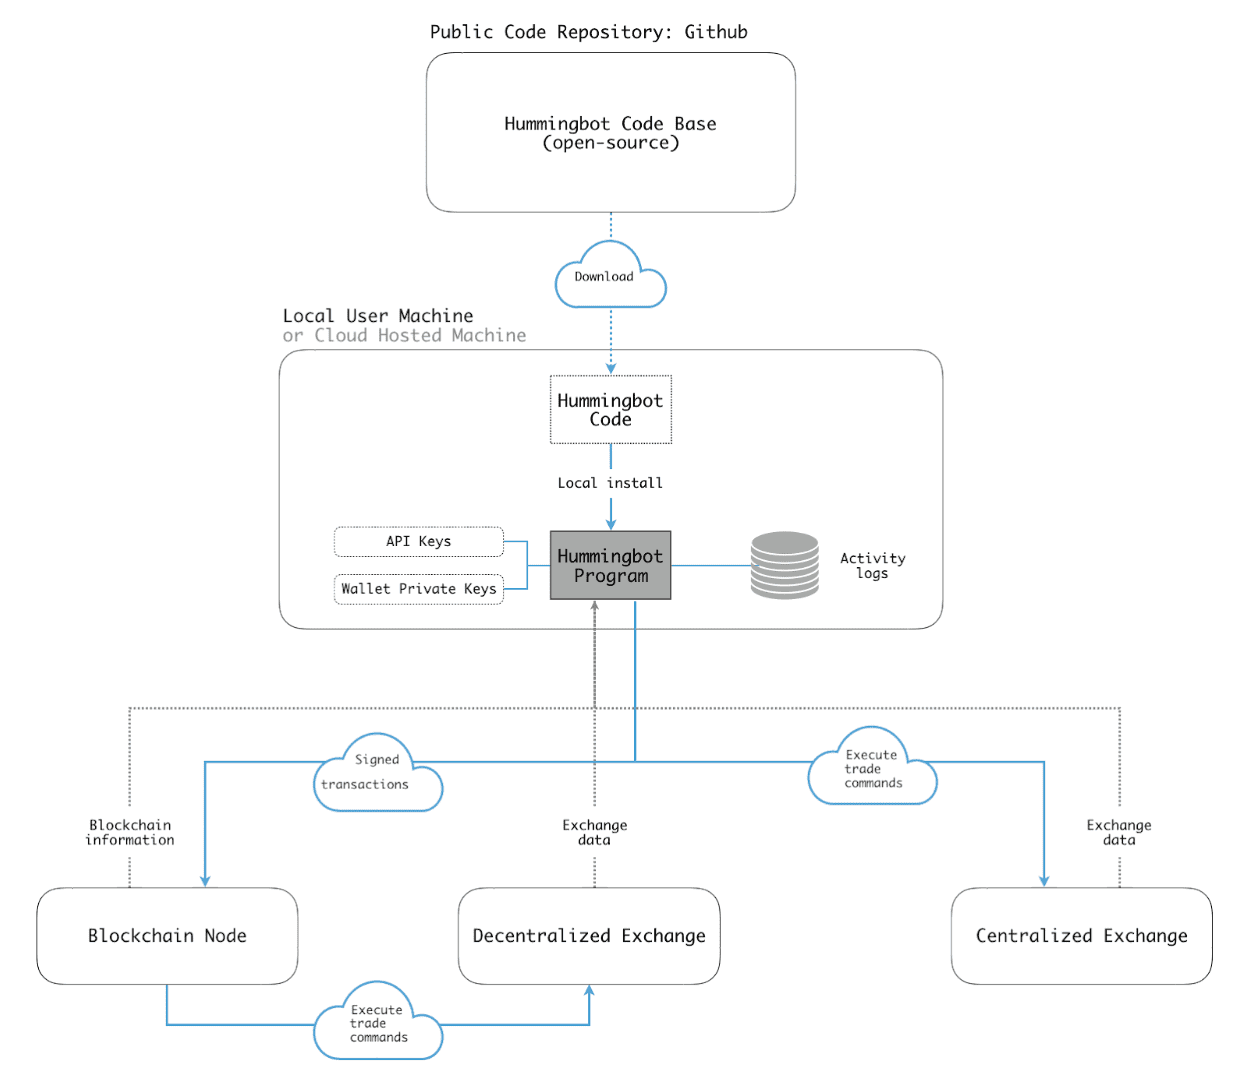 Public Code Repository: Github
Hummingbot Code Base
(open-source)
Download
Local User Machine
or Cloud Hosted Machine
Hummingbot
Code
Local install
API Keys
Wallet Private Keys
Hummingbot
Program
Activity
logs
Signed
transactions
Execute
trade
commands
Blockchain
information
Exchange
data
Exchange
data
Blockchain Node
Decentralized Exchange
Centralized Exchange
Execute
trade
commands